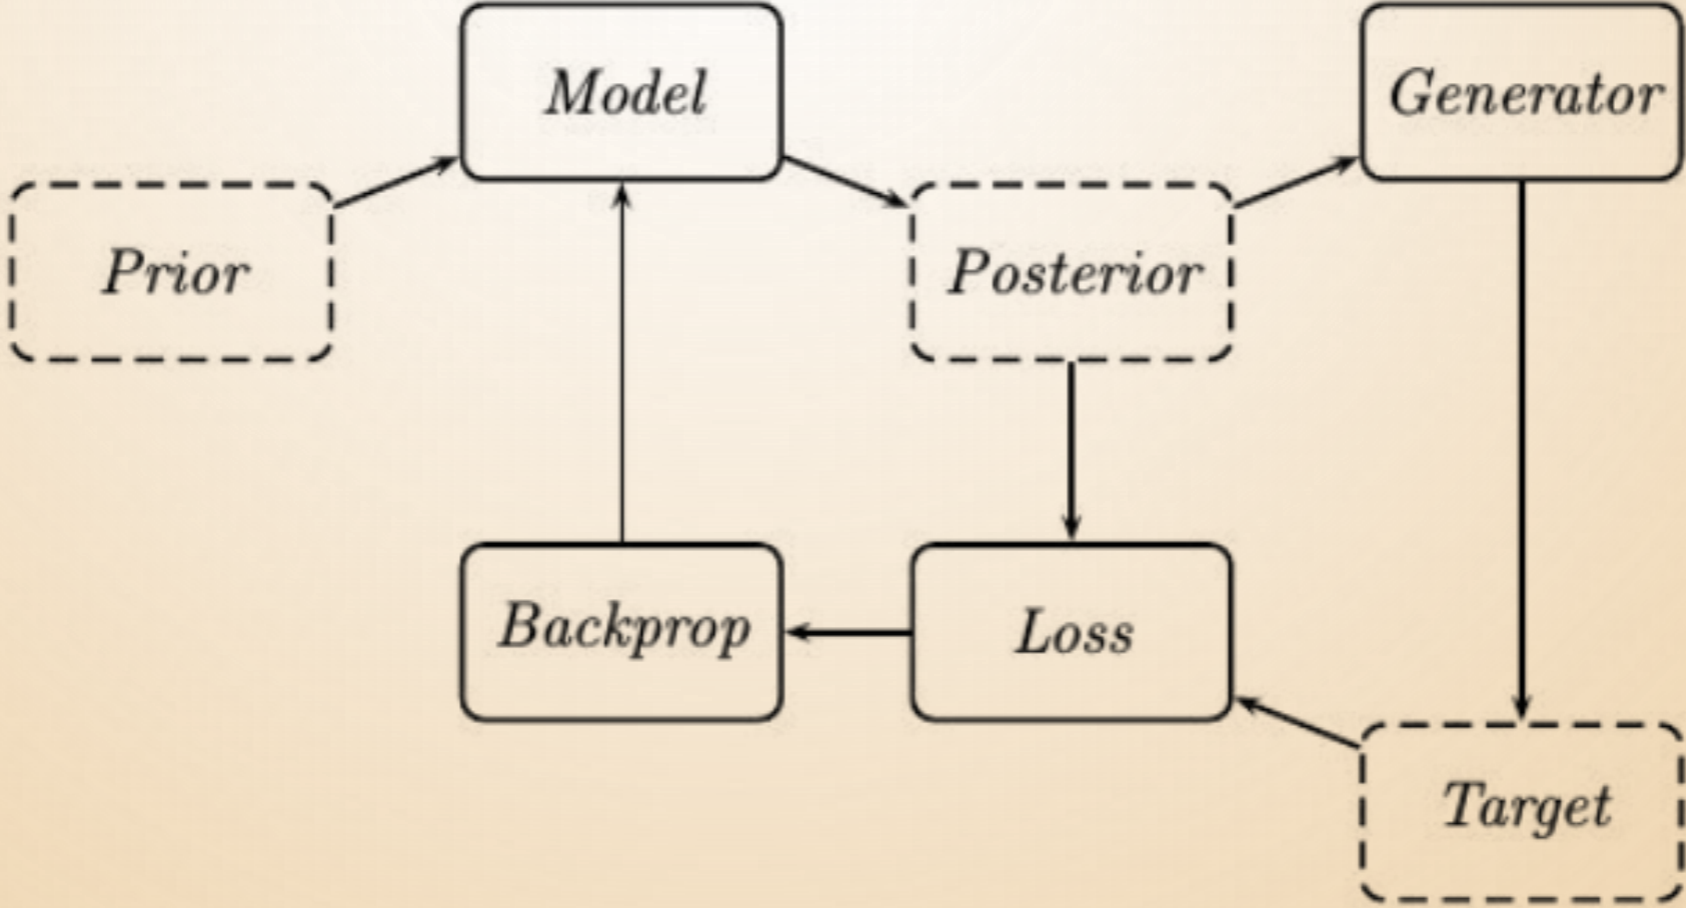 Model
Generator
Prior
Posterior
Backprop
Loss
Target